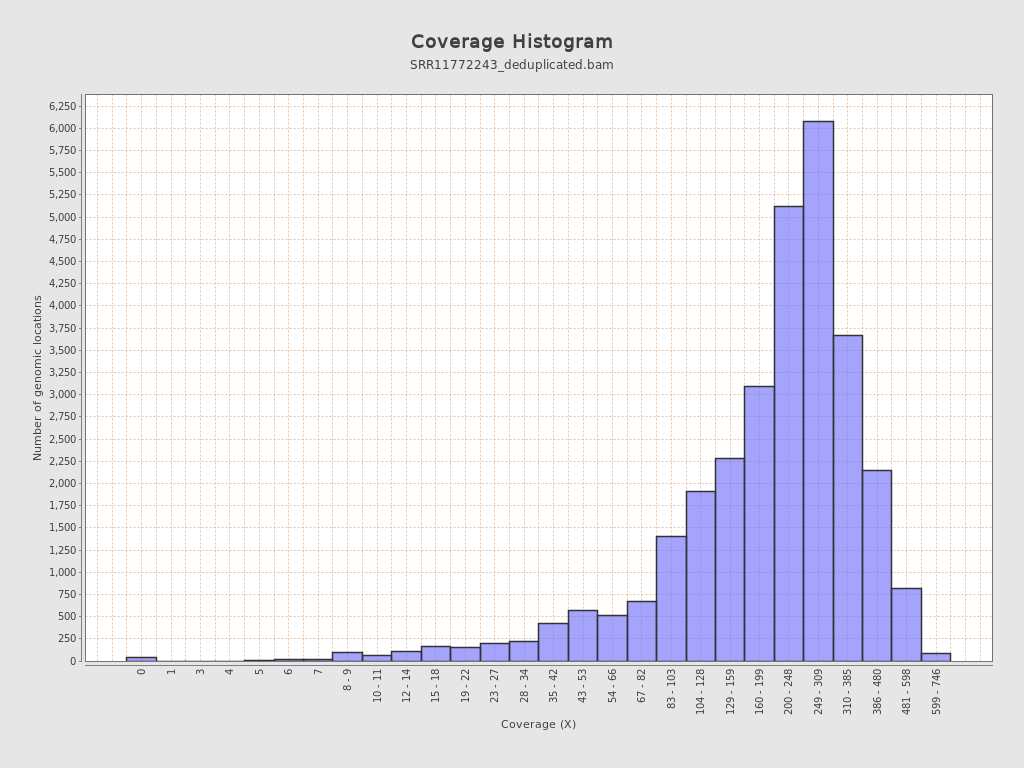 Coverage Histogram
SRR11772243_deduplicated.bam
Number of genomic locations
6,250
6,000
5,750
5,500
5,250
5,000
4,750
4,500
4,250
4,000
3,750
3,500
3,250
3,000
2,750
2,500
2,250
2,000
1,750
1,500
1,250
1,000
750
500
250
0
0
1
3
4
5
6
7
8 - 9
10 - 11
12 - 14
15 - 18
19 - 22
23 - 27
28 - 34
35 - 42
43 - 53
54 - 66
67 - 82
83 - 103
104 - 128
129 - 159
160 - 199
200 - 248
249 - 309
310 - 385
386 - 480
481 - 598
599 - 746
Coverage (X)